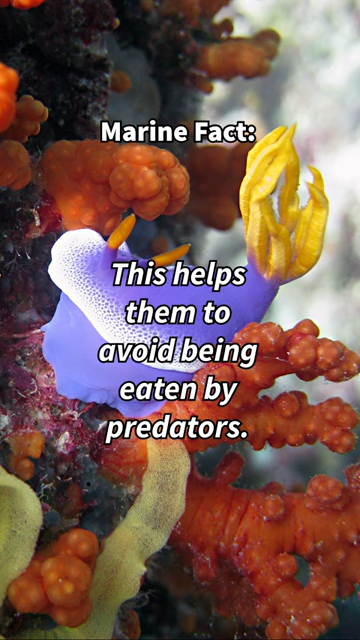 Marine Fact:
This helps
them to
avoid being
eaten by
predators.